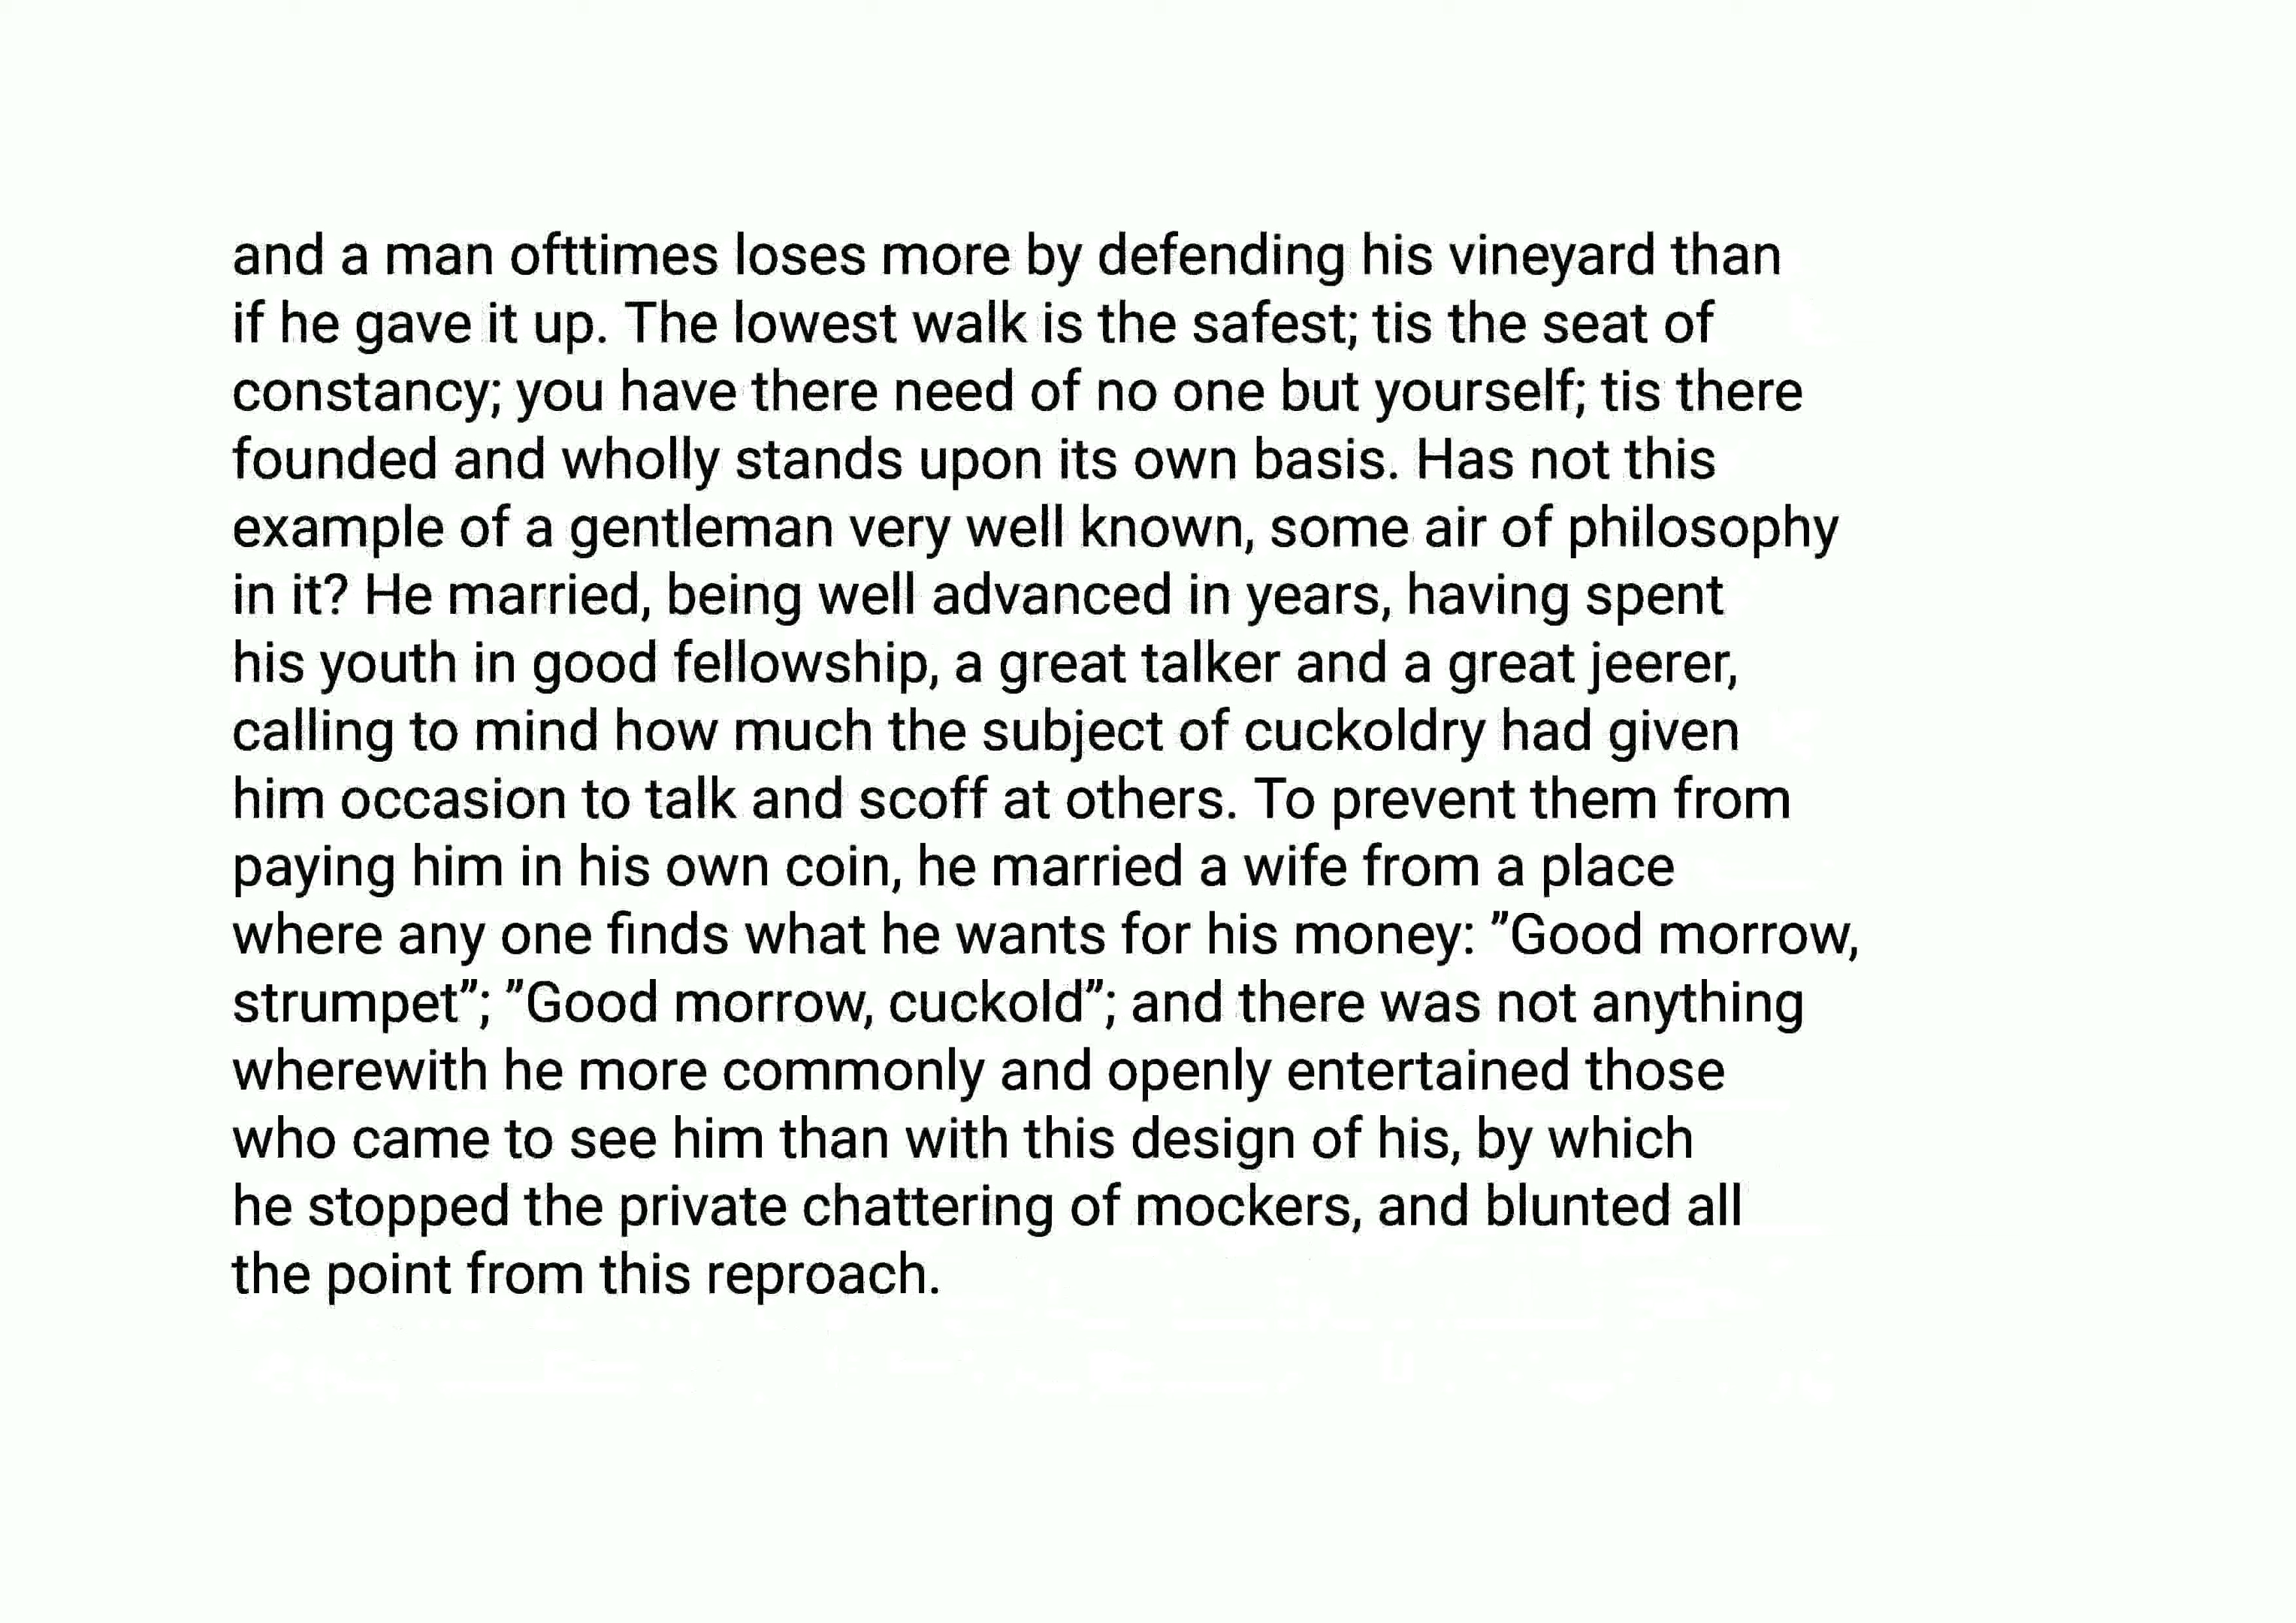 and a man ofttimes loses more by defending his vineyard than
if he gave it up. The lowest walk is the safest; tis the seat of
constancy; you have there need of no one but yourself; tis there
founded and wholly stands upon its own basis. Has not this
example of a gentleman very well known, some air of philosophy
in it? He married, being well advanced in years, having spent
his youth in good fellowship, a great talker and a great jeerer,
calling to mind how much the subject of cuckoldry had given
him occasion to talk and scoff at others. To prevent them from
paying him in his own coin, he married a wife from a place
where any one finds what he wants for his money: ”Good morrow,
strumpet”; ”Good morrow, cuckold”; and there was not anything
wherewith he more commonly and openly entertained those
who came to see him than with this design of his, by which
he stopped the private chattering of mockers, and blunted all
the point from this reproach.